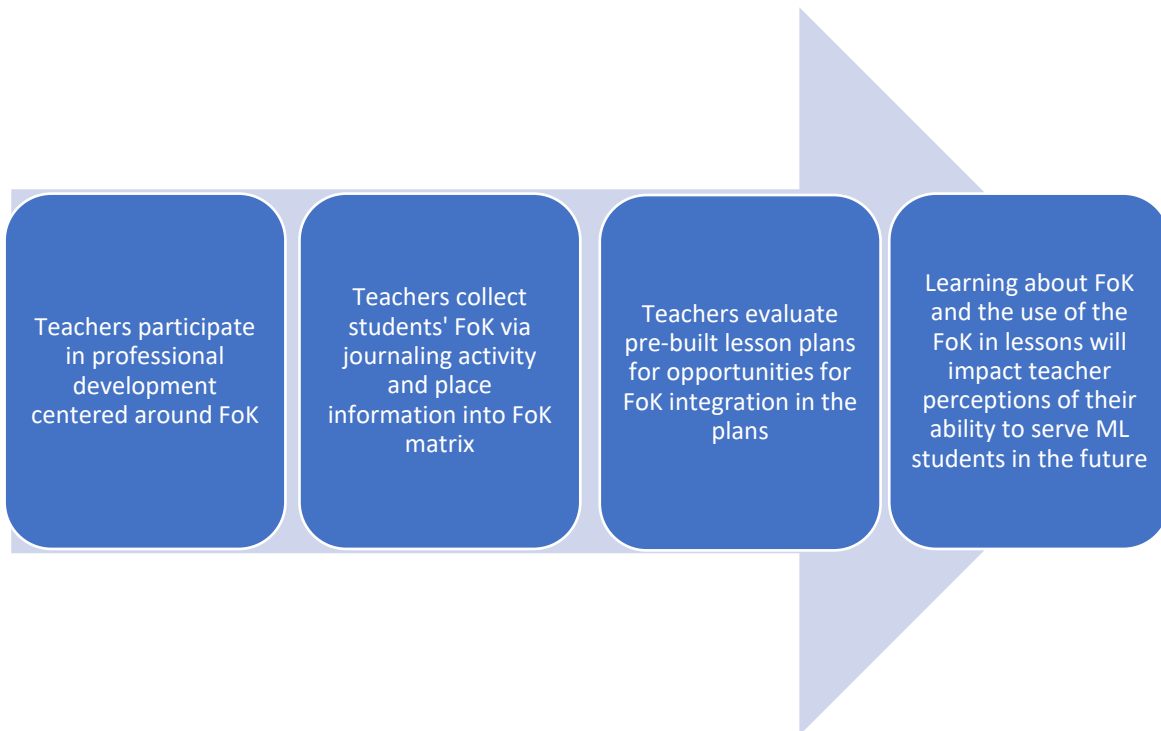 Teachers participate
in professional
development
centered around FoK
Teachers collect
students' FoK via
journaling activity
and place
information into FoK
matrix
Teachers evaluate
pre-built lesson plans
for opportunities for
FoK integration in the
plans
Learning about FoK
and the use of the
FoK in lessons will
impact teacher
perceptions of their
ability to serve ML
students in the future